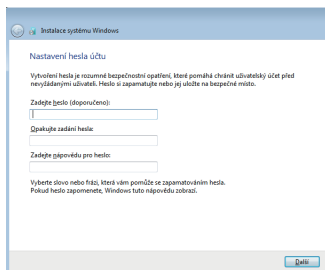 Instalace systému Windows
Nastavení hesla účtu
Vytvoření hesla je rozumné bezpečnostní opatření, které pomáhá chránit uživatelský účet před
nevyžádanými uživateli. Heslo si zapamatujte nebo jej uložte na bezpečné místo.
Zadejte heslo (doporučeno):
Opakujte zadání hesla:
Zadejte nápovědu pro heslo:
Vyberte slovo nebo frázi, která vám pomůže se zapamatováním hesla.
Pokud heslo zapomenete, Windows tuto nápovědu zobrazí.
Další